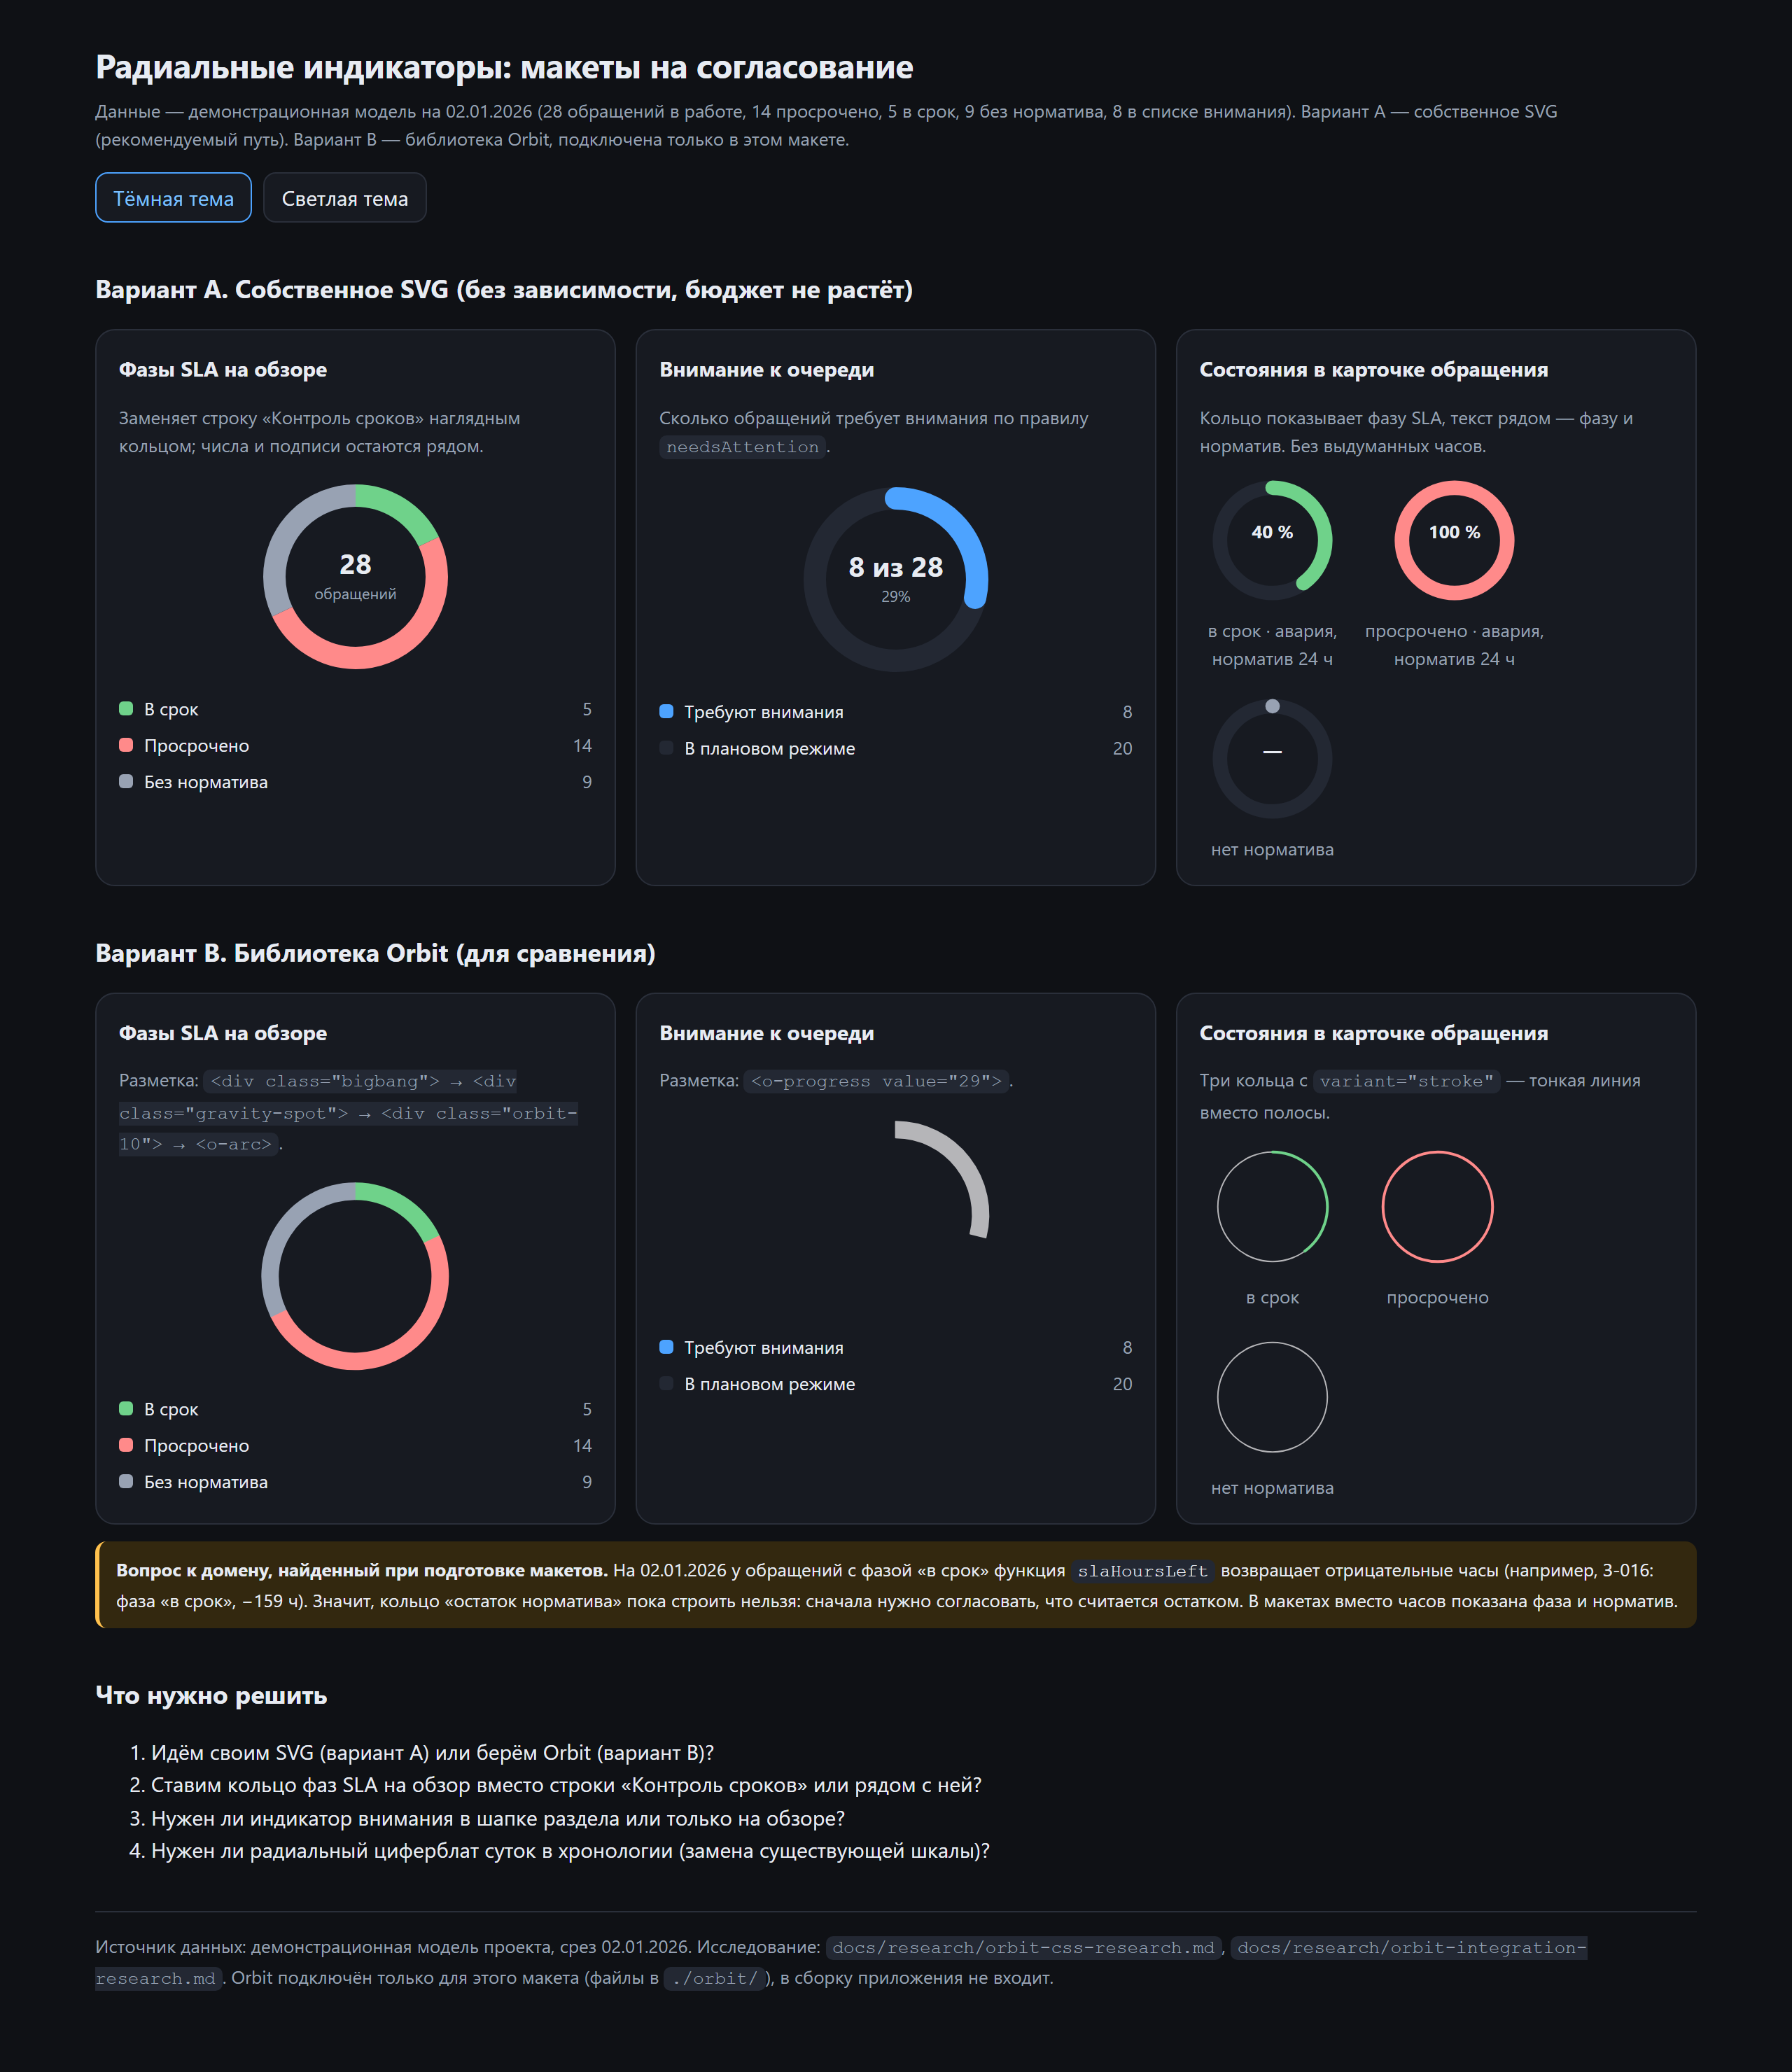 Радиальные индикаторы: макеты на согласование
Данные — демонстрационная модель на 02.01.2026 (28 обращений в работе, 14 просрочено, 5 в срок, 9 без норматива, 8 в списке внимания). Вариант А — собственное SVG
(рекомендуемый путь). Вариант В — библиотека Orbit, подключена только в этом макете.
Тёмная тема
Светлая тема
Вариант А. Собственное SVG (без зависимости, бюджет не растёт)
Фазы SLA на обзоре
Заменяет строку «Контроль сроков» наглядным
кольцом; числа и подписи остаются рядом.
28
обращений
В срок 5
Просрочено 14
Без норматива 9
Внимание к очереди
Сколько обращений требует внимания по правилу
needsAttention.
8 из 28
29%
Требуют внимания 8
В плановом режиме 20
Состояния в карточке обращения
Кольцо показывает фазу SLA, текст рядом — фазу и
норматив. Без выдуманных часов.
40 %
в срок · авария,
норматив 24 ч
100 %
просрочено · авария,
норматив 24 ч
—
нет норматива
Вариант В. Библиотека Orbit (для сравнения)
Фазы SLA на обзоре
Разметка: <div class="bigbang"> → <div
class="gravity-spot"> → <div class="orbit-
10"> → <o-arc>.
В срок 5
Просрочено 14
Без норматива 9
Внимание к очереди
Разметка: <o-progress value="29">.
Требуют внимания 8
В плановом режиме 20
Состояния в карточке обращения
Три кольца с variant="stroke" — тонкая линия
вместо полосы.
в срок
просрочено
нет норматива
Вопрос к домену, найденный при подготовке макетов. На 02.01.2026 у обращений с фазой «в срок» функция slaHoursLeft возвращает отрицательные часы (например, З-016:
фаза «в срок», −159 ч). Значит, кольцо «остаток норматива» пока строить нельзя: сначала нужно согласовать, что считается остатком. В макетах вместо часов показана фаза и норматив.
Что нужно решить
1. Идём своим SVG (вариант А) или берём Orbit (вариант В)?
2. Ставим кольцо фаз SLA на обзор вместо строки «Контроль сроков» или рядом с ней?
3. Нужен ли индикатор внимания в шапке раздела или только на обзоре?
4. Нужен ли радиальный циферблат суток в хронологии (замена существующей шкалы)?
Источник данных: демонстрационная модель проекта, срез 02.01.2026. Исследование: docs/research/orbit-css-research.md, docs/research/orbit-integration-
research.md. Orbit подключён только для этого макета (файлы в ./orbit/), в сборку приложения не входит.